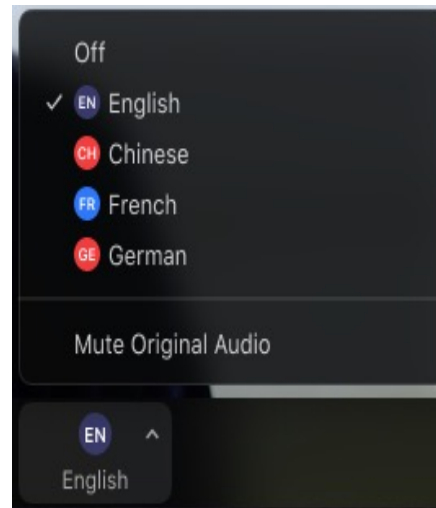 Off
EN English
CH Chinese
FR French
GE German
Mute Original Audio
EN
English